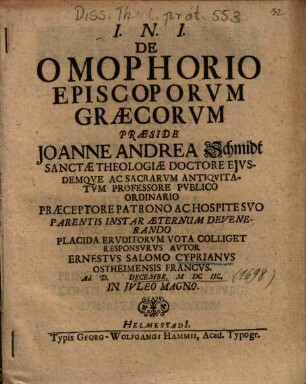 Diss. Theol. prot. 553
52
I. N. I.
DE
OMOPHORIO
EPISCOPORVM
GRÆCORVM
PRÆSIDE
JOANNE ANDREA Schmidt
SANCTÆ THEOLOGIÆ DOCTORE EJVS-
DEMQVE AC SACRARVM ANTIQVITA-
TVM PROFESSORE PVBLICO
ORDINARIO
PRÆCEPTORE PATRONO AC HOSPITE SVO
PARENTIS INSTAR ÆTERNUM DEVENE-
RANDO
PLACIDA ERVDITORVM VOTA COLLIGET
RESPONSVRVS AVTOR
ERNESTVS SALOMO CYPRIANVS
OSTHEIMENSIS FRANCVS.
D. DECEMBR. M DC IIC. (1698)
IN JVLEO MAGNO.
HELMESTADI.
Typis GEORG-WOLFGANGI HAMMII, Acad. Typogr.